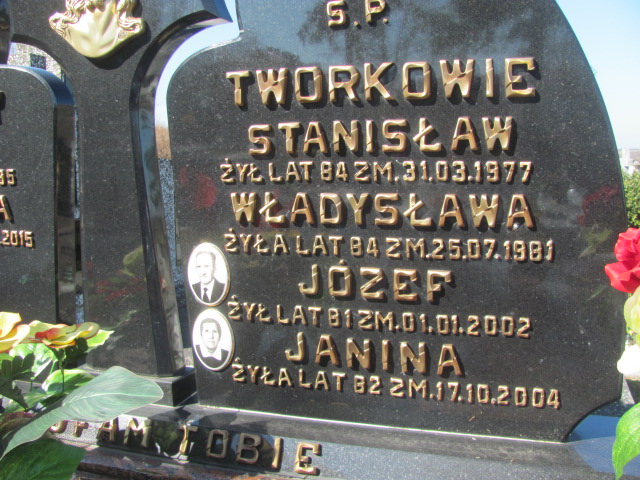 Ś.P.
TWORKOWIE
STANISŁAW
ŻYŁ LAT 84 ZM. 31.03.1977
WŁADYSŁAWA
ŻYŁA LAT 84 ZM. 25.07.1981
JÓZEF
ŻYŁ LAT 81 ZM. 01.01.2002
JANINA
ŻYŁA LAT 82 ZM. 17.10.2004
UFAM TOBIE